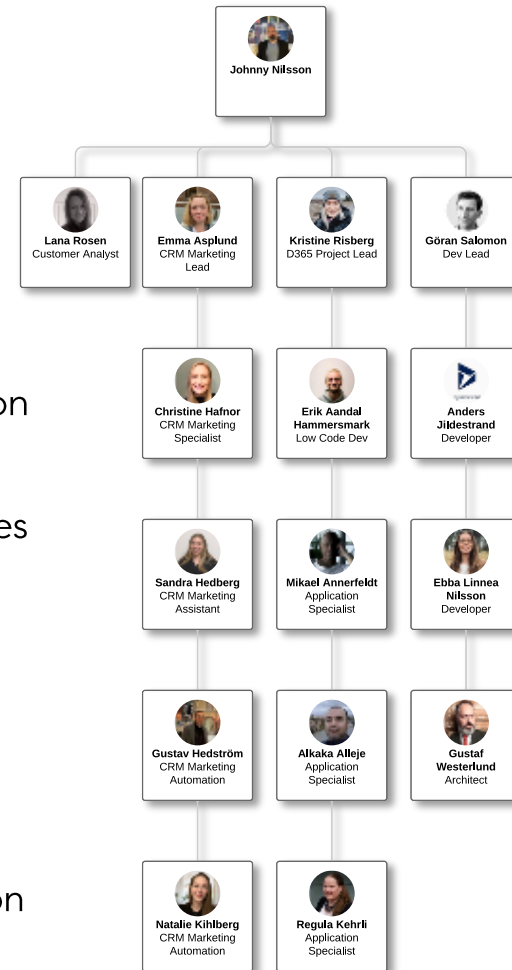 Johnny Nilsson
Lana Rosen
Customer Analyst
Emma Asplund
CRM Marketing
Lead
Kristine Risberg
D365 Project Lead
Göran Salomon
Dev Lead
on
Christine Hafnor
CRM Marketing
Specialist
Erik Aandal
Hammersmark
Low Code Dev
Anders
Jildestrand
Developer
es
Sandra Hedberg
CRM Marketing
Assistant
Mikael Annerfeldt
Application
Specialist
Ebba Linnea
Nilsson
Developer
Gustav Hedström
CRM Marketing
Automation
Alkaka Alleje
Application
Specialist
Gustaf
Westerlund
Architect
on
Natalie Kihlberg
CRM Marketing
Automation
Regula Kehrli
Application
Specialist